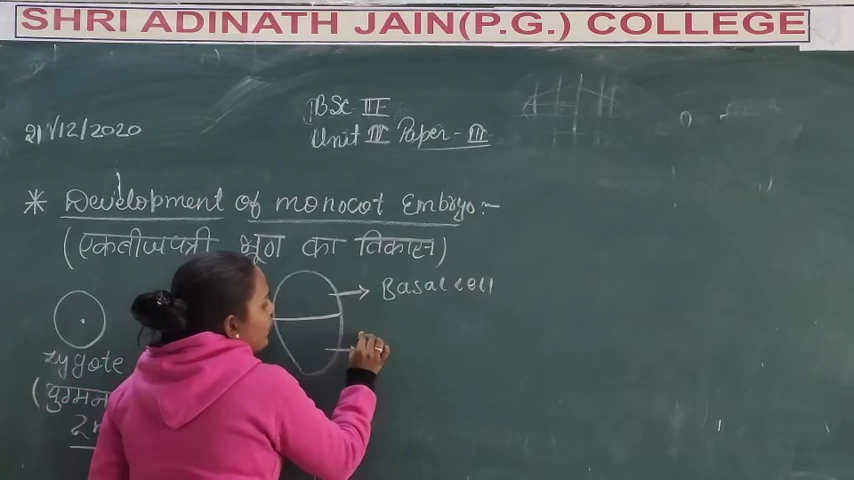 SHRI ADINATH JAIN(P.G.) COLLEGE
21/12/2020
BSc III
Unit III Paper - III
* Development of monocot Embryo:-
(एकबीजपत्री भ्रूण का विकास)
Basal cell
zygote